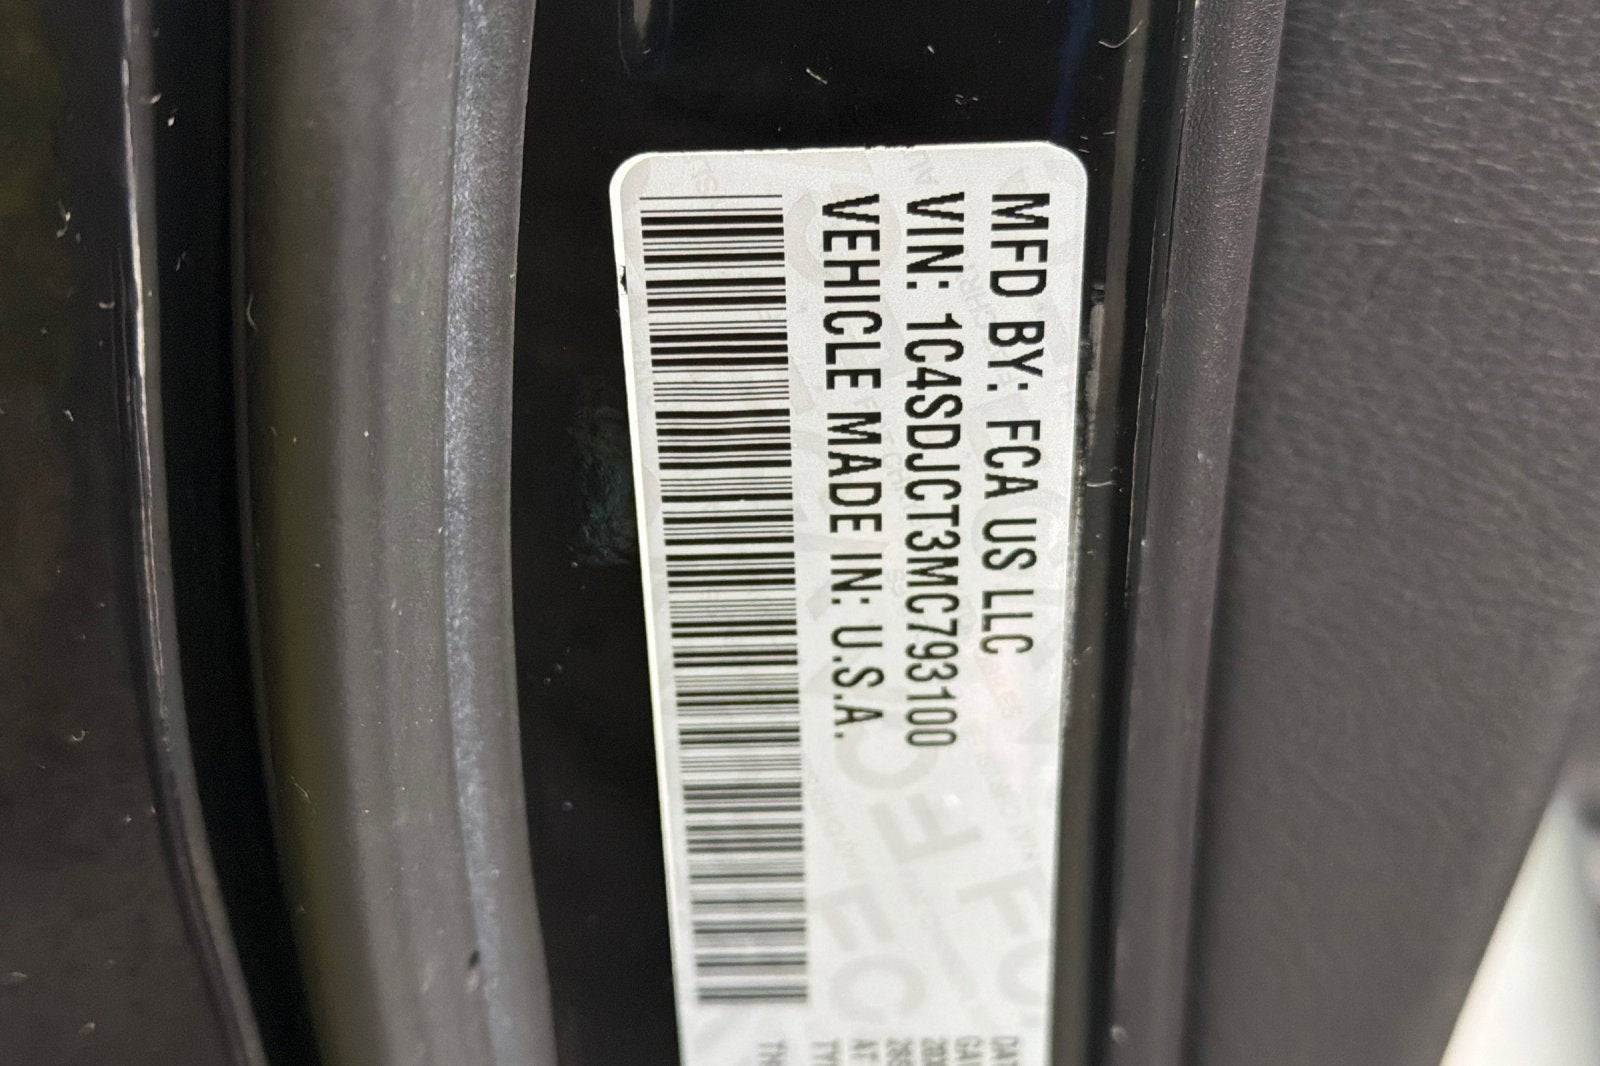 MFD BY: FCA US LLC
VIN: 1C4SDJCT3MC793100
VEHICLE MADE IN: U.S.A.